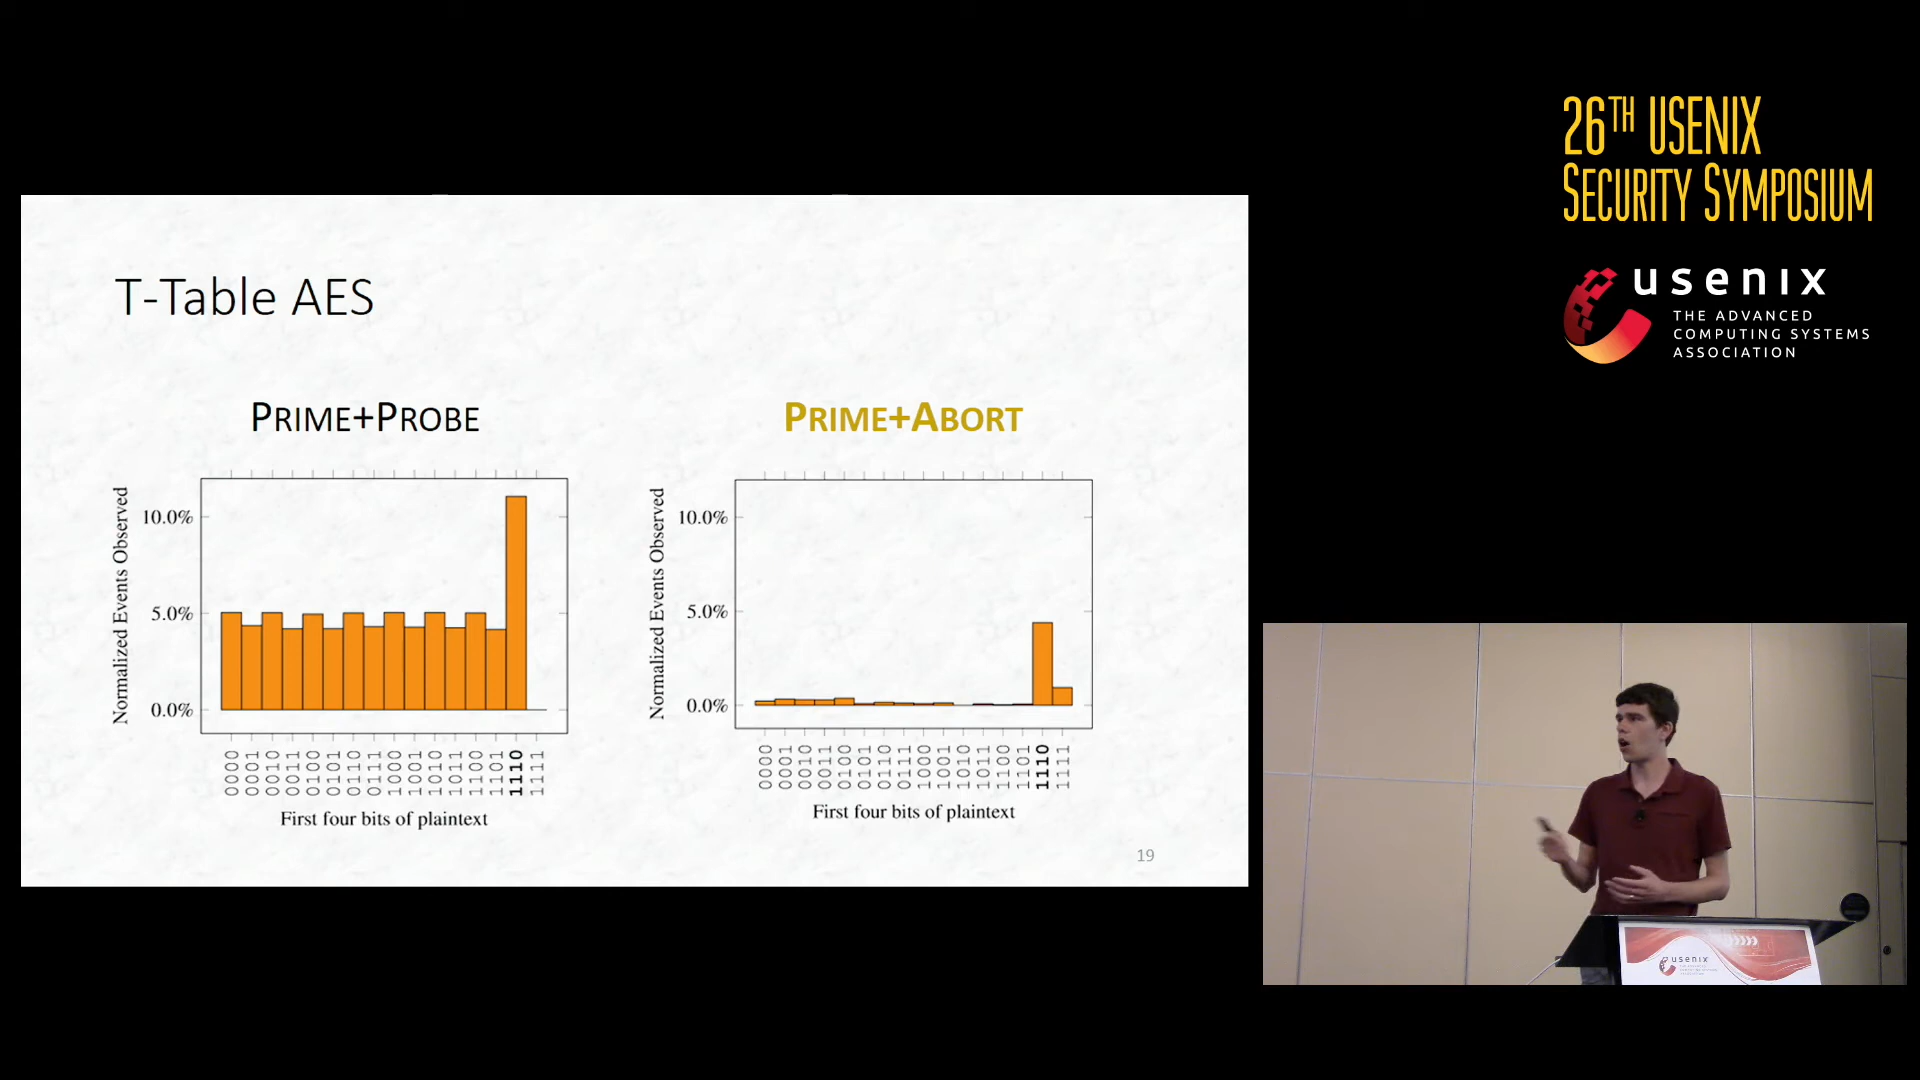 26TH USENIX
SECURITY SYMPOSIUM
usenix
THE ADVANCED
COMPUTING SYSTEMS
ASSOCIATION
T-Table AES
PRIME+PROBE
Normalized Events Observed
10.0%
5.0%
0.0%
0000
0001
0010
0011
0100
0101
0110
0111
1000
1001
1010
1011
1100
1101
1110
1111
First four bits of plaintext
PRIME+ABORT
Normalized Events Observed
10.0%
5.0%
0.0%
0000
0001
0010
0011
0100
0101
0110
0111
1000
1001
1010
1011
1100
1101
1110
1111
First four bits of plaintext
19
usenix